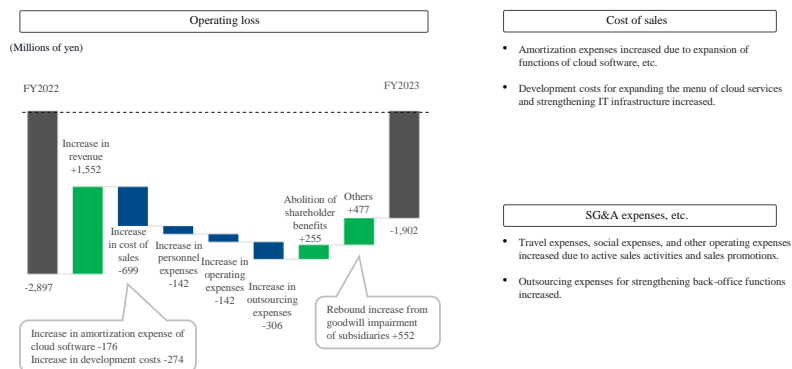 Operating loss
(Millions of yen)
FY2022
FY2023
Increase in
revenue
+1,552
Increase
in cost of
sales
-699
Increase in
personnel
expenses
-142
Increase in
operating
expenses
-142
Increase in
outsourcing
expenses
-306
Abolition of
shareholder
benefits
+255
Others
+477
-1,902
-2,897
Increase in amortization expense of
cloud software -176
Increase in development costs -274
Rebound increase from
goodwill impairment
of subsidiaries +552
Cost of sales
• Amortization expenses increased due to expansion of
functions of cloud software, etc.
• Development costs for expanding the menu of cloud services
and strengthening IT infrastructure increased.
SG&A expenses, etc.
• Travel expenses, social expenses, and other operating expenses
increased due to active sales activities and sales promotions.
• Outsourcing expenses for strengthening back-office functions
increased.